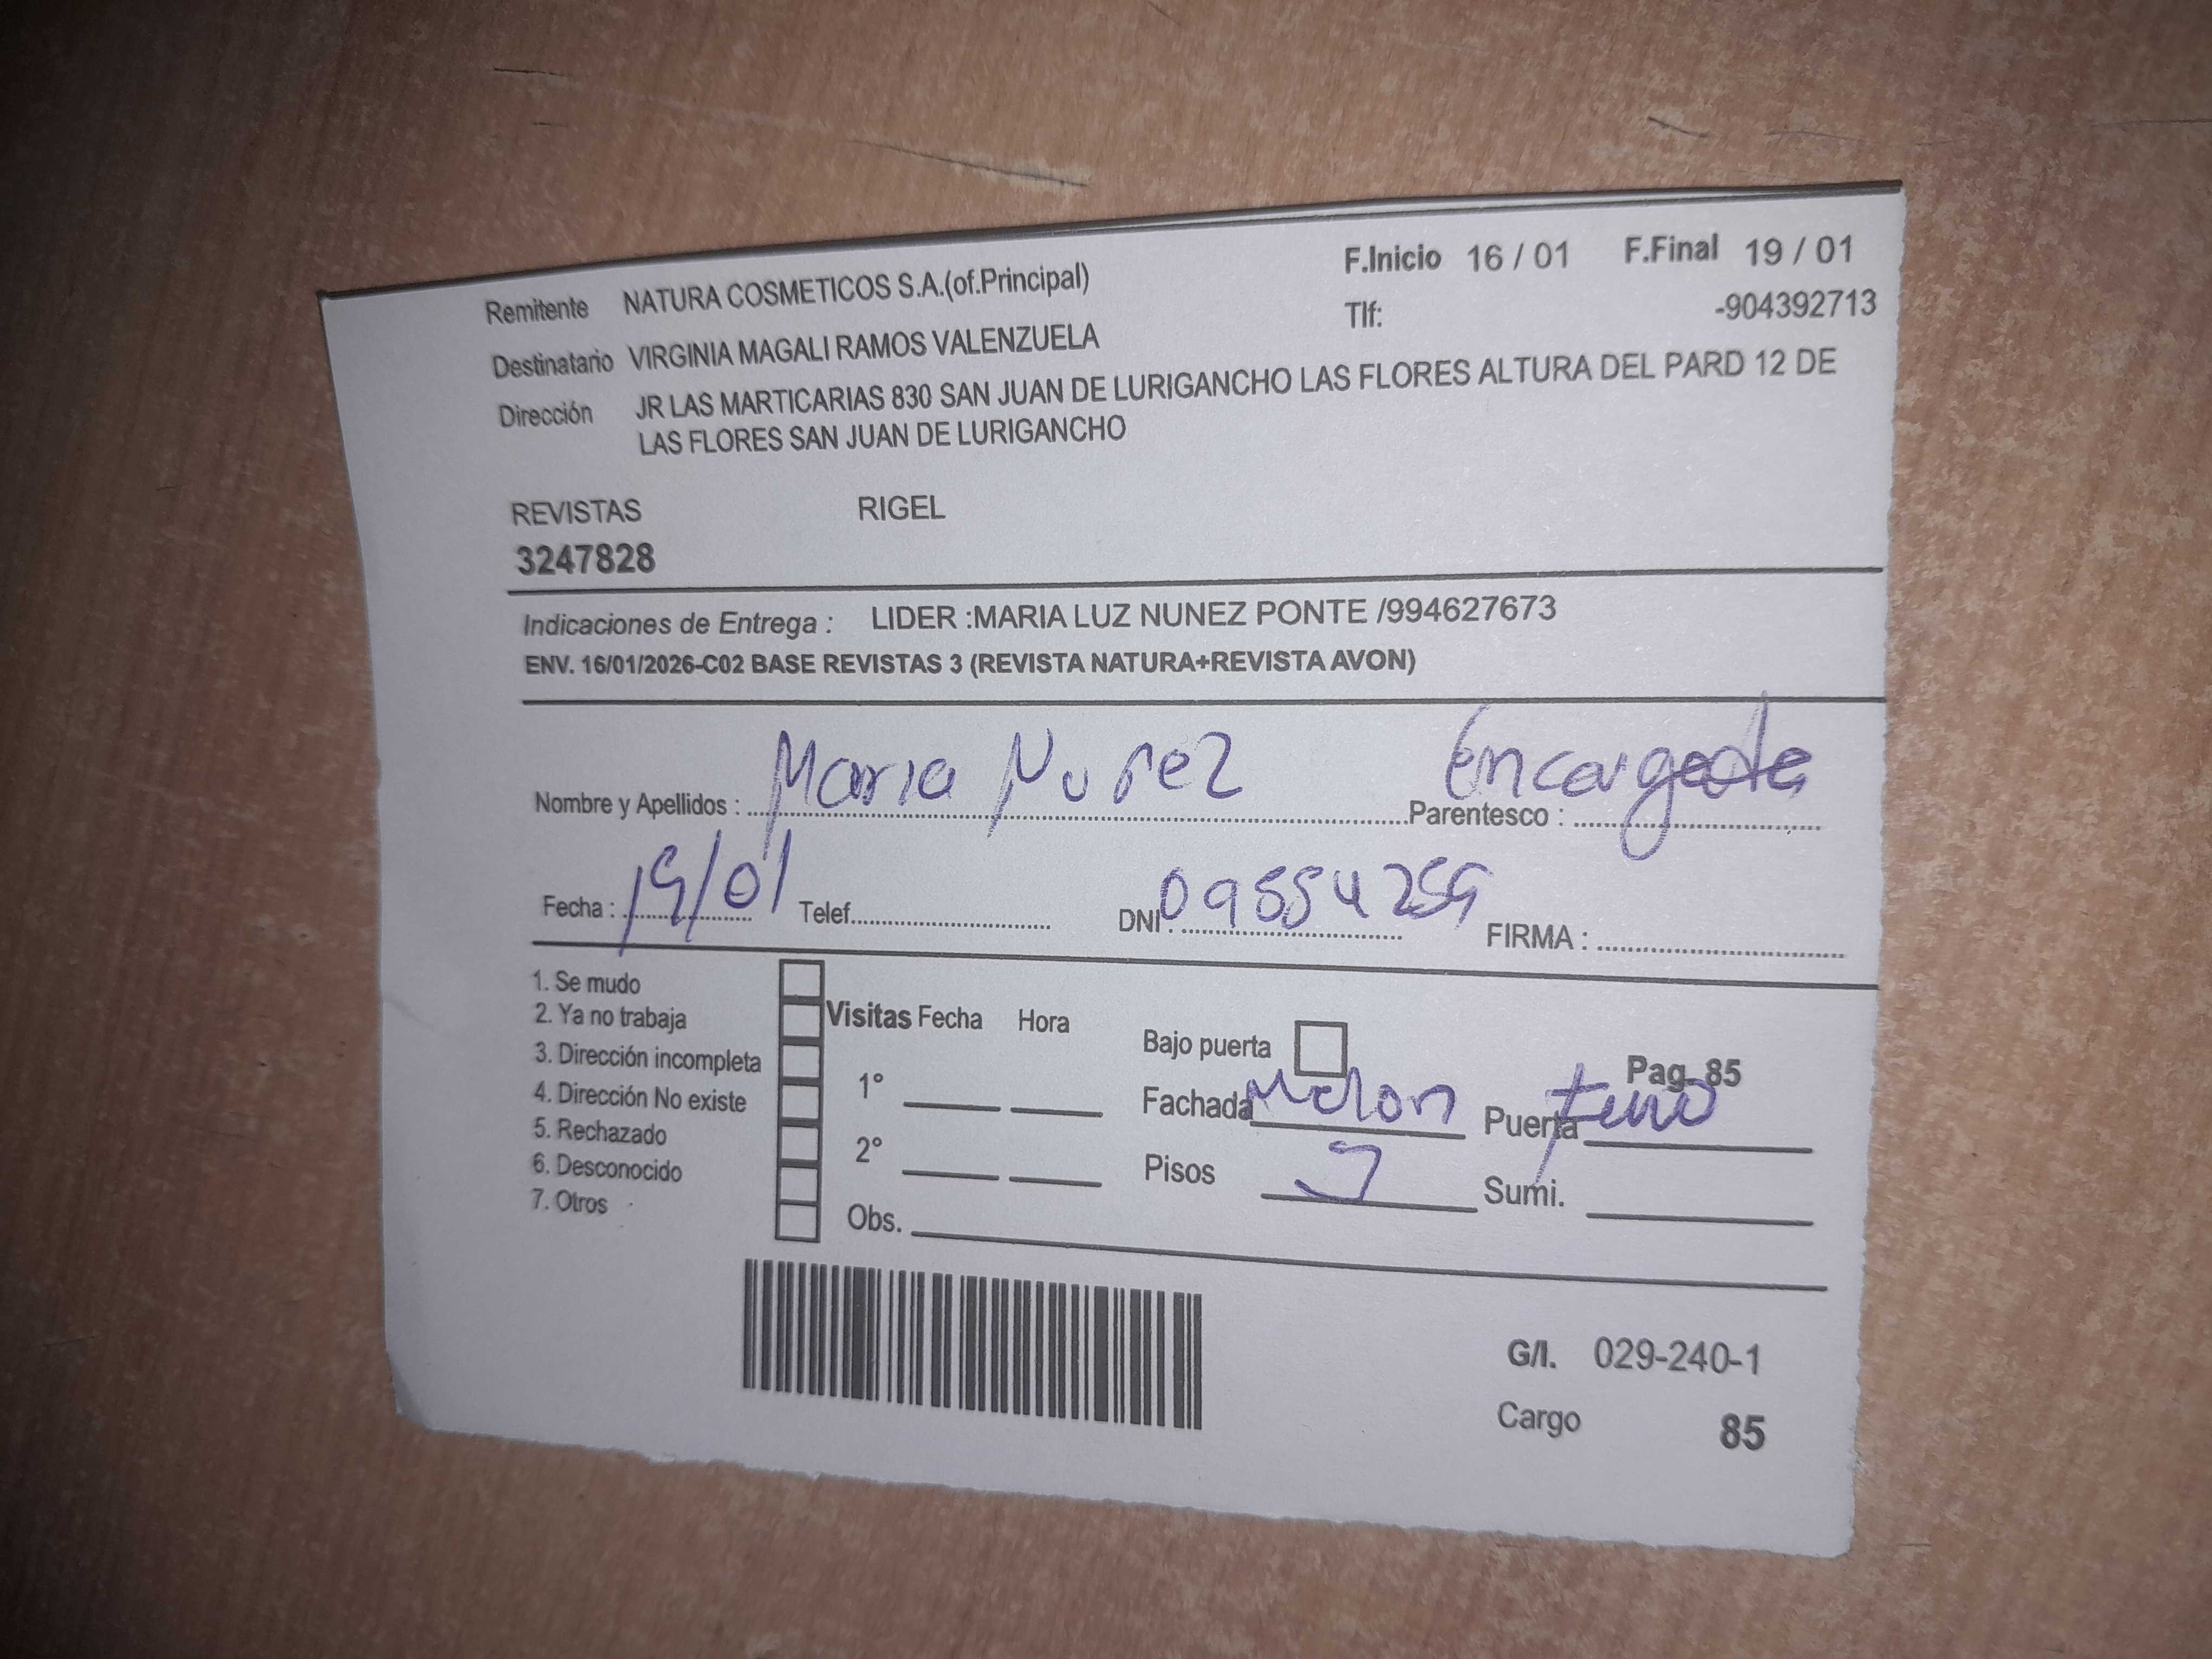 Remitente NATURA COSMETICOS S.A.(of.Principal) F.Inicio 16 / 01 F.Final 19 / 01
Destinatario VIRGINIA MAGALI RAMOS VALENZUELA Tlf: -904392713
Dirección JR LAS MARTICARIAS 830 SAN JUAN DE LURIGANCHO LAS FLORES ALTURA DEL PARD 12 DE
LAS FLORES SAN JUAN DE LURIGANCHO
REVISTAS RIGEL
3247828
Indicaciones de Entrega : LIDER :MARIA LUZ NUNEZ PONTE /994627673
ENV. 16/01/2026-C02 BASE REVISTAS 3 (REVISTA NATURA+REVISTA AVON)
Nombre y Apellidos : Maria Nuñez Parentesco : Encargada
Fecha : 19/01 Telef. DNI : 09554259 FIRMA :
1. Se mudo
2. Ya no trabaja Visitas Fecha Hora
3. Dirección incompleta Bajo puerta Pag. 85
4. Dirección No existe 1° Fachada Melon Puerta
5. Rechazado
6. Desconocido 2° Pisos Sumi.
7. Otros Obs.
G/I. 029-240-1
Cargo 85